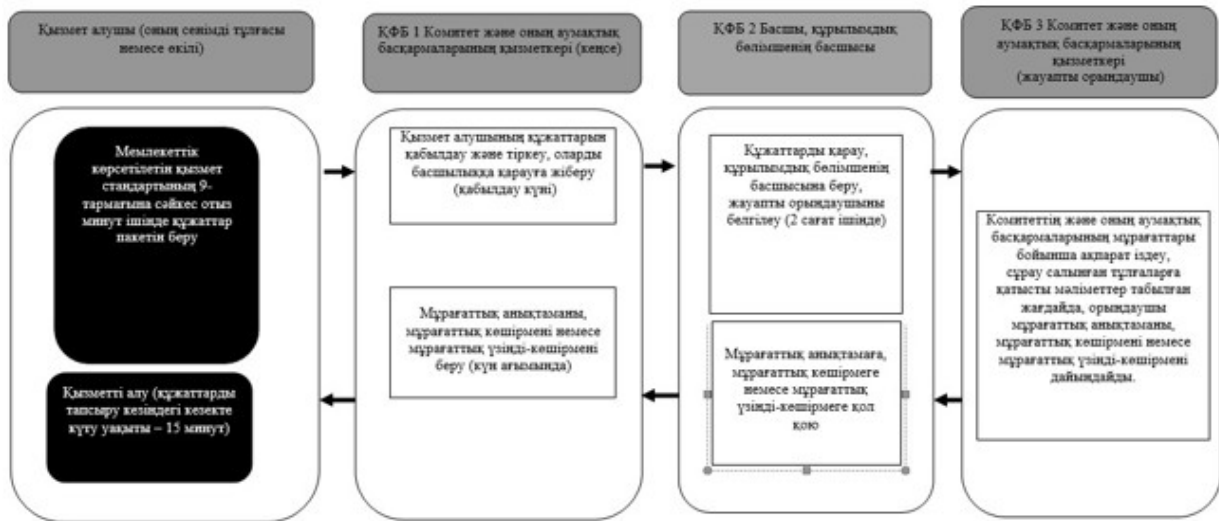 Қызмет алушы (оның сенімді тұлғасы
немесе өкілі)
ҚФБ 1 Комитет және оның аумақтық
басқармаларының қызметкері (кеңсе)
ҚФБ 2 Басшы, құрылымдық
бөлімшенің басшысы
ҚФБ 3 Комитет және оның
аумақтық басқармаларының
қызметкері
(жауапты орындаушы)
Мемлекеттік
көрсетілетін қызмет
стандартының 9-
тармағына сәйкес отыз
минут ішінде құжаттар
пакетін беру
Қызметті алу (құжаттарды
тапсыру кезіндегі кезекте
күту уақыты – 15 минут)
Қызмет алушының құжаттарын
қабылдау және тіркеу, оларды
басшылыққа қарауға жіберу
(қабылдау күні)
Мұрағаттық анықтаманы,
мұрағаттық көшірмені немесе
мұрағаттық үзінді-көшірмені
беру (күн ағымында)
Құжаттарды қарау,
құрылымдық бөлімшенің
басшысына беру,
жауапты орындаушыны
белгілеу (2 сағат ішінде)
Мұрағаттық анықтамаға,
мұрағаттық көшірмеге
немесе мұрағаттық
үзінді-көшірмеге қол
қою
Комитеттің және оның аумақтық
басқармаларының мұрағаттары
бойынша ақпарат іздеу,
сұрау салынған тұлғаларға
қатысты мәліметтер табылған
жағдайда, орындаушы
мұрағаттық анықтаманы,
мұрағаттық көшірмені немесе
мұрағаттық үзінді-көшірмені
дайындайды.